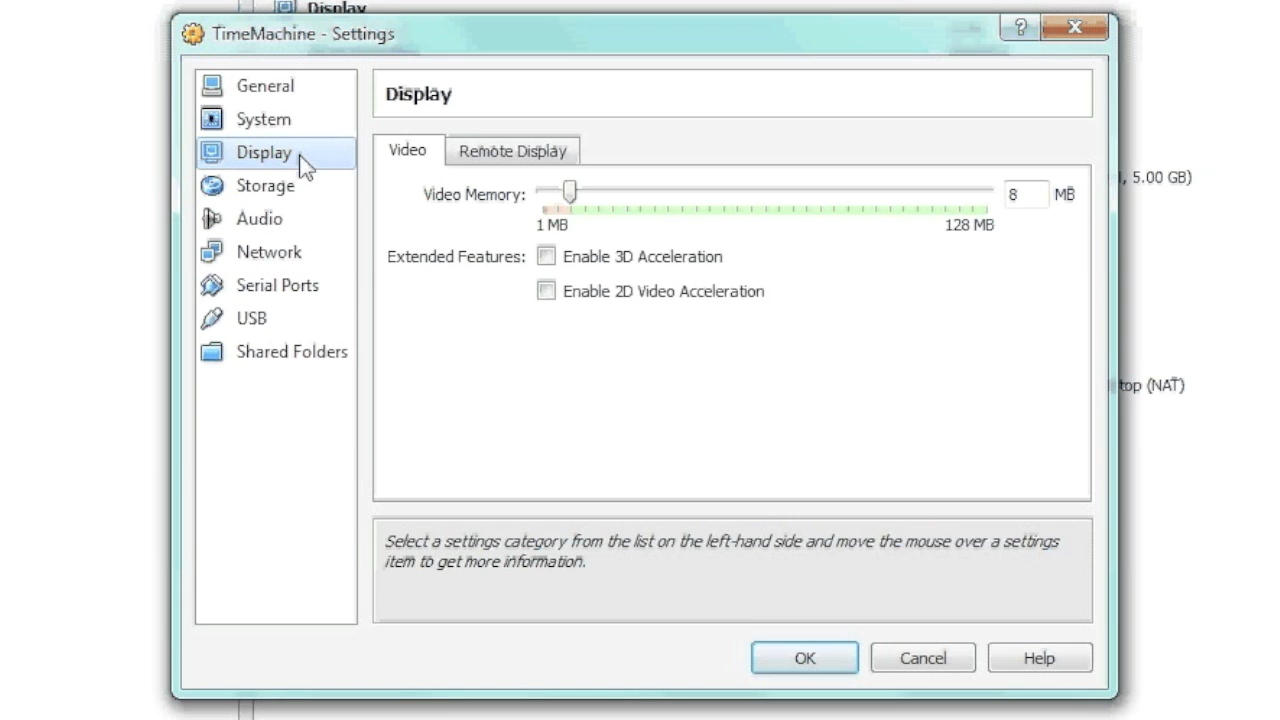 Display
TimeMachine - Settings
?
General
System
Display
Storage
Audio
Network
Serial Ports
USB
Shared Folders
Display
Video
Remote Display
Video Memory:
8
MB
1 MB
128 MB
Extended Features:
Enable 3D Acceleration
Enable 2D Video Acceleration
5.00 GB)
top (NAT)
Select a settings category from the list on the left-hand side and move the mouse over a settings
item to get more information.
OK
Cancel
Help